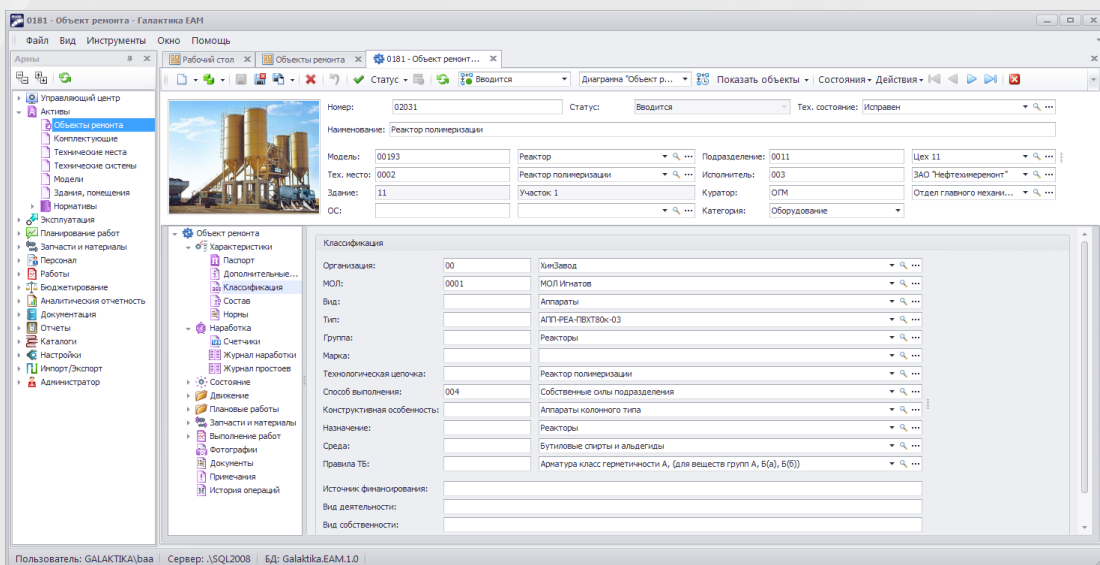 0181 - Объект ремонта - Галактика EAM
Файл Вид Инструменты Окно Помощь
Армы
Рабочий стол Объекты ремонта 0181 - Объект ремонт...
Статус Вводится Диаграмма "Объект р... Показать объекты Состояния Действия
Управляющий центр
Активы
Объекты ремонта
Комплектующие
Технические места
Технические системы
Модели
Здания, помещения
Нормативы
Эксплуатация
Планирование работ
Запчасти и материалы
Персонал
Работы
Бюджетирование
Аналитическия отчетность
Документация
Отчеты
Каталоги
Настройки
Импорт/Экспорт
Администратор
Номер: 02031 Статус: Вводится Тех. состояние: Исправен
Наименование: Реактор полимеризации
Модель: 00193 Реактор Подразделение: 0011 Цех 11
Тех. место: 0002 Реактор полимеризации Исполнитель: 003 ЗАО "Нефтехимремонт"
Здание: 11 Участок 1 Куратор: ОГМ Отдел главного механи...
ОС: Категория: Оборудование
Объект ремонта
Характеристики
Паспорт
Дополнительные...
Классификация
Состав
Нормы
Наработка
Счетчики
Журнал наработки
Журнал простоев
Состояние
Движение
Плановые работы
Запчасти и материалы
Выполнение работ
Фотографии
Документы
Примечания
История операций
Классификация
Организация: 00 ХимЗавод
МОЛ: 0001 МОЛ Игнатов
Вид: Аппараты
Тип: АПП-РЕА-ПВХТ80к-03
Группа: Реакторы
Марка:
Технологическая цепочка: Реактор полимеризации
Способ выполнения: 004 Собственные силы подразделения
Конструктивная особенность: Аппараты колонного типа
Назначение: Реакторы
Среда: Бутиловые спирты и альдегиды
Правила ТБ: Арматура класс герметичности А, (для веществ групп А, Б(а), Б(б))
Источник финансирования:
Вид деятельности:
Вид собственности:
Пользователь: GALAKTIKA\baa Сервер: .\SQL2008 БД: Galaktika.EAM.1.0